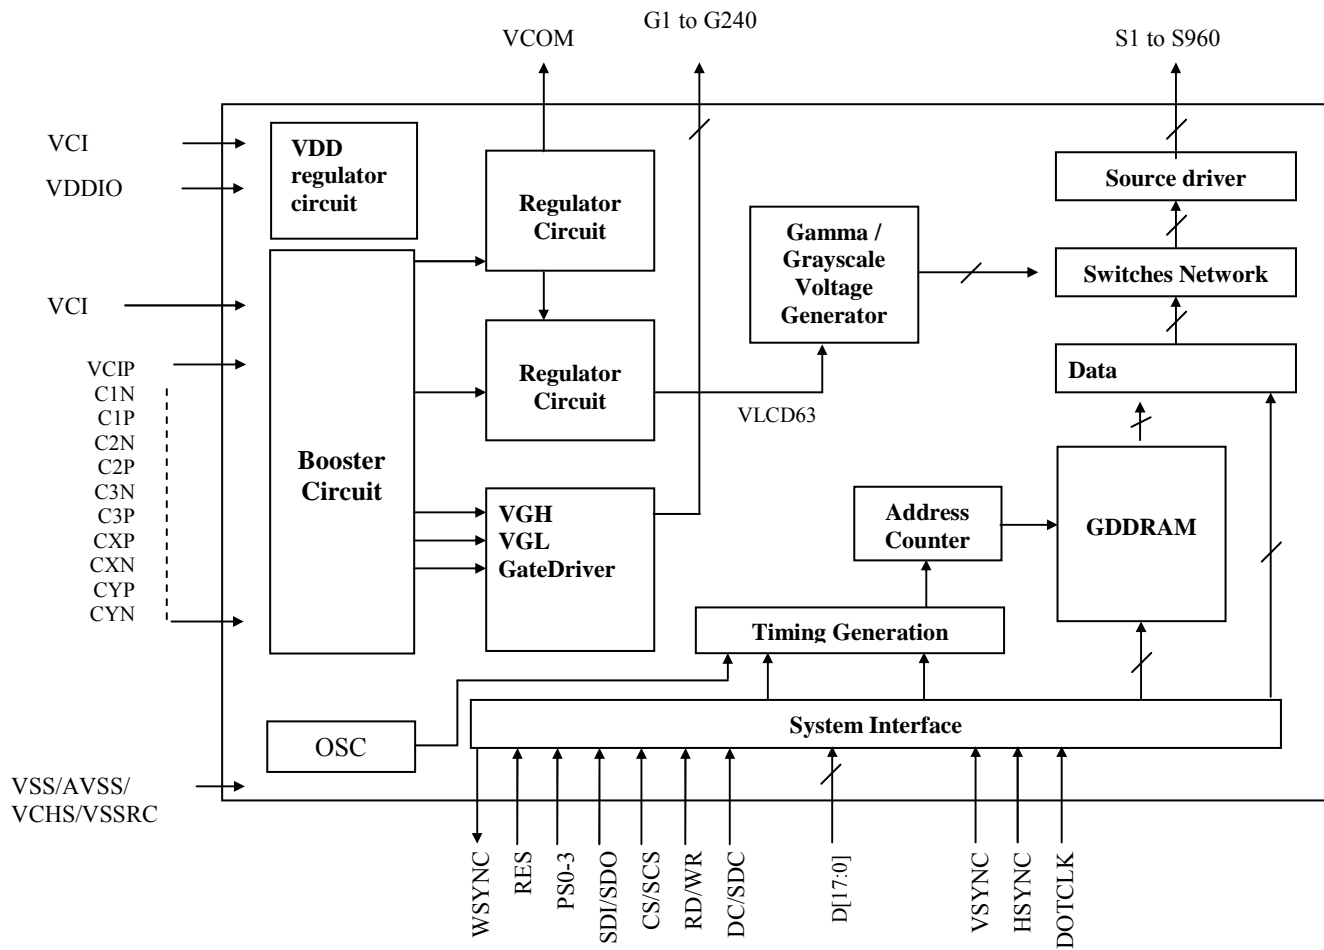 G1 to G240
VCOM
S1 to S960
VCI
VDDIO
VDD
regulator
circuit
Regulator
Circuit
Source driver
Gamma /
Grayscale
Voltage
Generator
Switches Network
VCI
VCIP
C1N
C1P
C2N
C2P
C3N
C3P
CXP
CXN
CYP
CYN
Booster
Circuit
Regulator
Circuit
VLCD63
Data
VGH
VGL
GateDriver
Address
Counter
GDDRAM
Timing Generation
System Interface
OSC
VSS/AVSS/
VCHS/VSSRC
WSYNC
RES
PS0-3
SDI/SDO
CS/SCS
RD/WR
DC/SDC
D[17:0]
VSYNC
HSYNC
DOTCLK